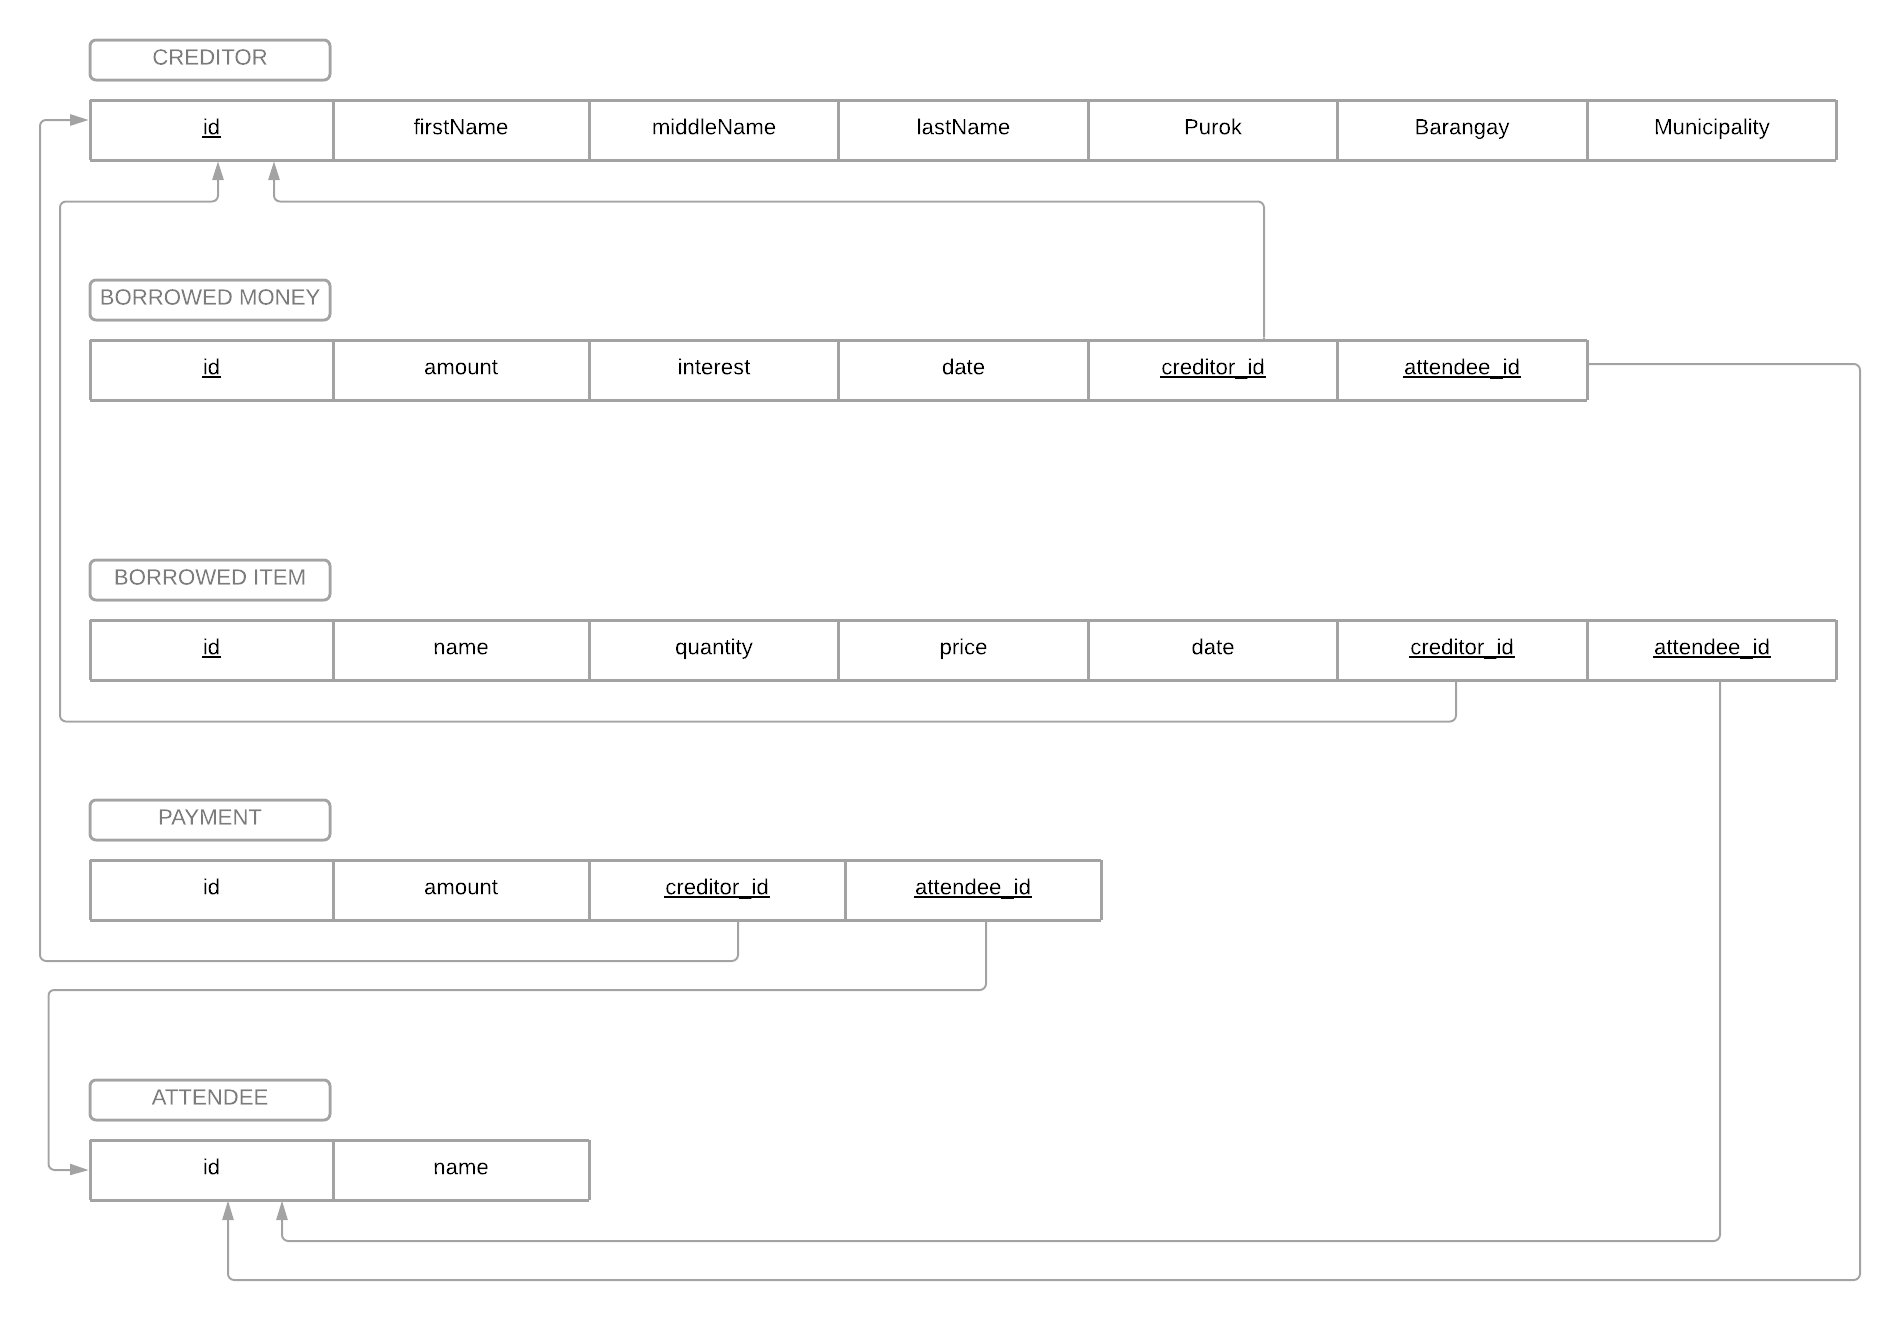 CREDITOR
id firstName middleName lastName Purok Barangay Municipality
BORROWED MONEY
id amount interest date creditor_id attendee_id
BORROWED ITEM
id name quantity price date creditor_id attendee_id
PAYMENT
id amount creditor_id attendee_id
ATTENDEE
id name